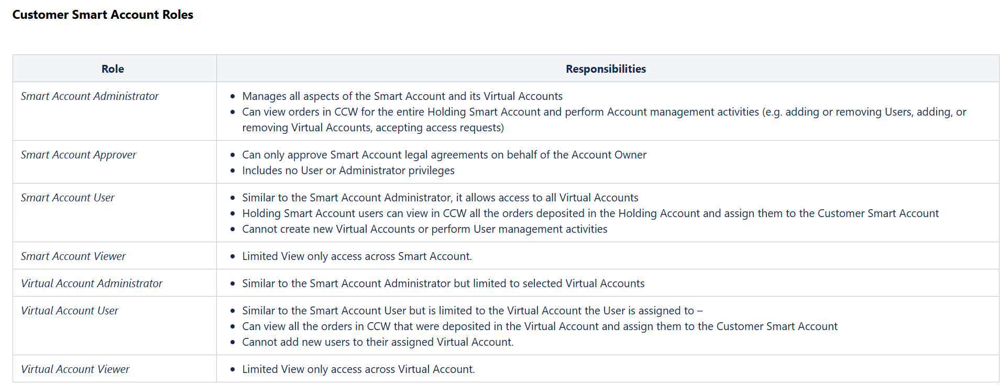 Customer Smart Account Roles
Role
Responsibilities
Smart Account Administrator
• Manages all aspects of the Smart Account and its Virtual Accounts
• Can view orders in CCW for the entire Holding Smart Account and perform Account management activities (e.g. adding or removing Users, adding, or
removing Virtual Accounts, accepting access requests)
Smart Account Approver
• Can only approve Smart Account legal agreements on behalf of the Account Owner
• Includes no User or Administrator privileges
Smart Account User
• Similar to the Smart Account Administrator, it allows access to all Virtual Accounts
• Holding Smart Account users can view in CCW all the orders deposited in the Holding Account and assign them to the Customer Smart Account
• Cannot create new Virtual Accounts or perform User management activities
Smart Account Viewer
• Limited View only access across Smart Account.
Virtual Account Administrator
• Similar to the Smart Account Administrator but limited to selected Virtual Accounts
Virtual Account User
• Similar to the Smart Account User but is limited to the Virtual Account the User is assigned to –
• Can view all the orders in CCW that were deposited in the Virtual Account and assign them to the Customer Smart Account
• Cannot add new users to their assigned Virtual Account.
Virtual Account Viewer
• Limited View only access across Virtual Account.